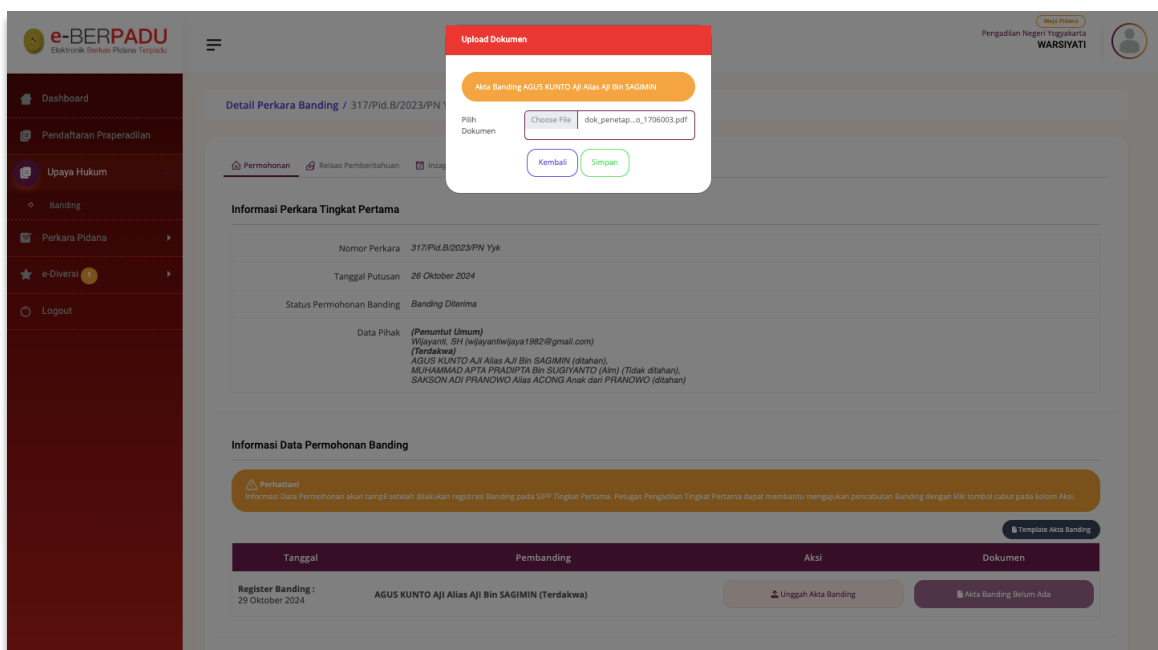 e-BERPADU
Elektronik Berkas Pidana Terpadu
Meja Pidana
Pengadilan Negeri Yogyakarta
WARSIYATI
Dashboard
Pendaftaran Praperadilan
Upaya Hukum
Banding
Perkara Pidana
e-Diversi 1
Logout
Upload Dokumen
Akta Banding AGUS KUNTO AJI Alias AJI Bin SAGIMIN
Pilih Dokumen
Choose File dok_penetap...o_1706003.pdf
Kembali Simpan
Detail Perkara Banding / 317/Pid.B/2023/PN
Permohonan Relaas Pemberitahuan
Informasi Perkara Tingkat Pertama
Nomor Perkara 317/Pid.B/2023/PN Yyk
Tanggal Putusan 26 Oktober 2024
Status Permohonan Banding Banding Diterima
Data Pihak (Penuntut Umum)
Wijayanti, SH (wijayantiwijaya1982@gmail.com)
(Terdakwa)
AGUS KUNTO AJI Alias AJI Bin SAGIMIN (ditahan),
MUHAMMAD APTA PRADIPTA Bin SUGIYANTO (Alm) (Tidak ditahan),
SAKSON ADI PRANOWO Alias ACONG Anak dari PRANOWO (ditahan)
Informasi Data Permohonan Banding
Perhatian!
Informasi Data Permohonan akan tampil setelah dilakukan registrasi Banding pada SIPP Tingkat Pertama. Petugas Pengadilan Tingkat Pertama dapat membantu mengajukan pencabutan Banding dengan klik tombol cabut pada kolom Aksi.
Template Akta Banding
Tanggal Pembanding Aksi Dokumen
Register Banding :
29 Oktober 2024
AGUS KUNTO AJI Alias AJI Bin SAGIMIN (Terdakwa)
Unggah Akta Banding
Akta Banding Belum Ada